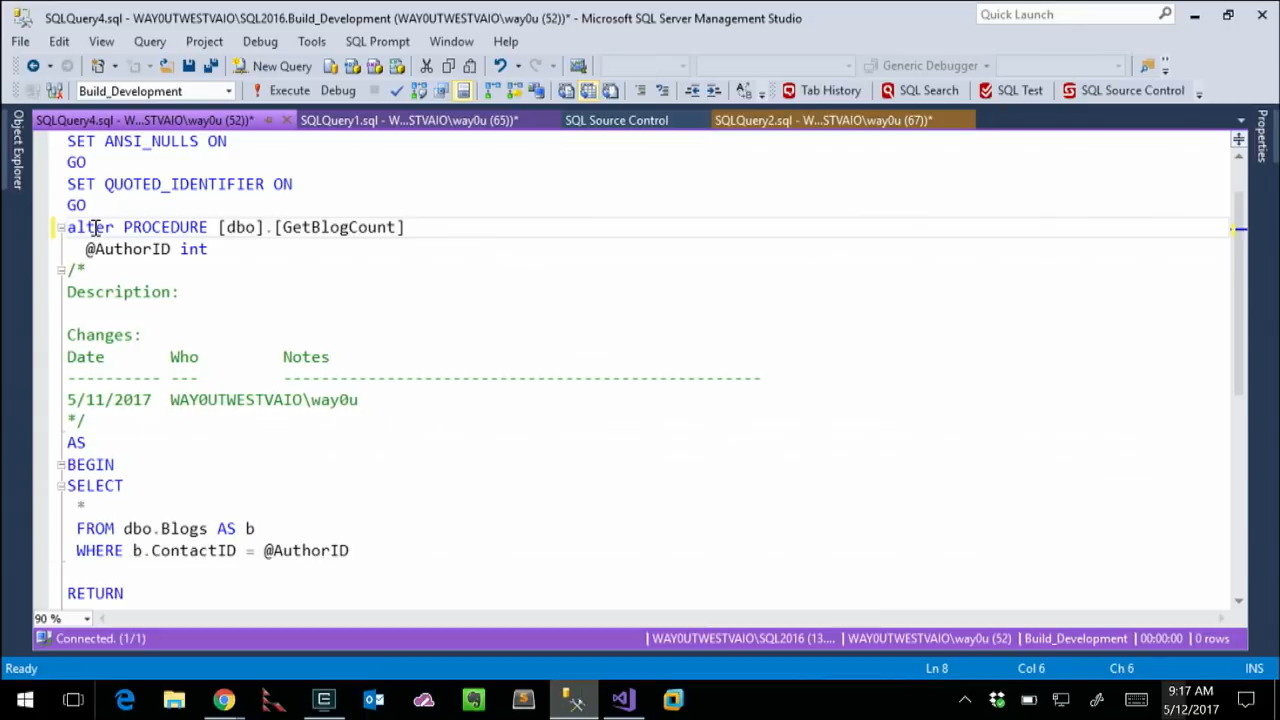 SQLQuery4.sql - WAY0UTWESTVAIO\SQL2016.Build_Development (WAY0UTWESTVAIO\way0u (52))* - Microsoft SQL Server Management Studio
Quick Launch
File Edit View Query Project Debug Tools SQL Prompt Window Help
New Query Generic Debugger
Build_Development Execute Debug Tab History SQL Search SQL Test SQL Source Control
SQLQuery4.sql - W...STVAIO\way0u (52))* SQLQuery1.sql - W...STVAIO\way0u (65))* SQL Source Control SQLQuery2.sql - W...STVAIO\way0u (67))*
Object Explorer
Properties
SET ANSI_NULLS ON
GO
SET QUOTED_IDENTIFIER ON
GO
alter PROCEDURE [dbo].[GetBlogCount]
@AuthorID int
/*
Description:
Changes:
Date Who Notes
---------- --- ---------------------------------------------------
5/11/2017 WAY0UTWESTVAIO\way0u
*/
AS
BEGIN
SELECT
*
FROM dbo.Blogs AS b
WHERE b.ContactID = @AuthorID
RETURN
90 %
Connected. (1/1) WAY0UTWESTVAIO\SQL2016 (13.... WAY0UTWESTVAIO\way0u (52) Build_Development 00:00:00 0 rows
Ready Ln 8 Col 6 Ch 6 INS
9:17 AM
5/12/2017